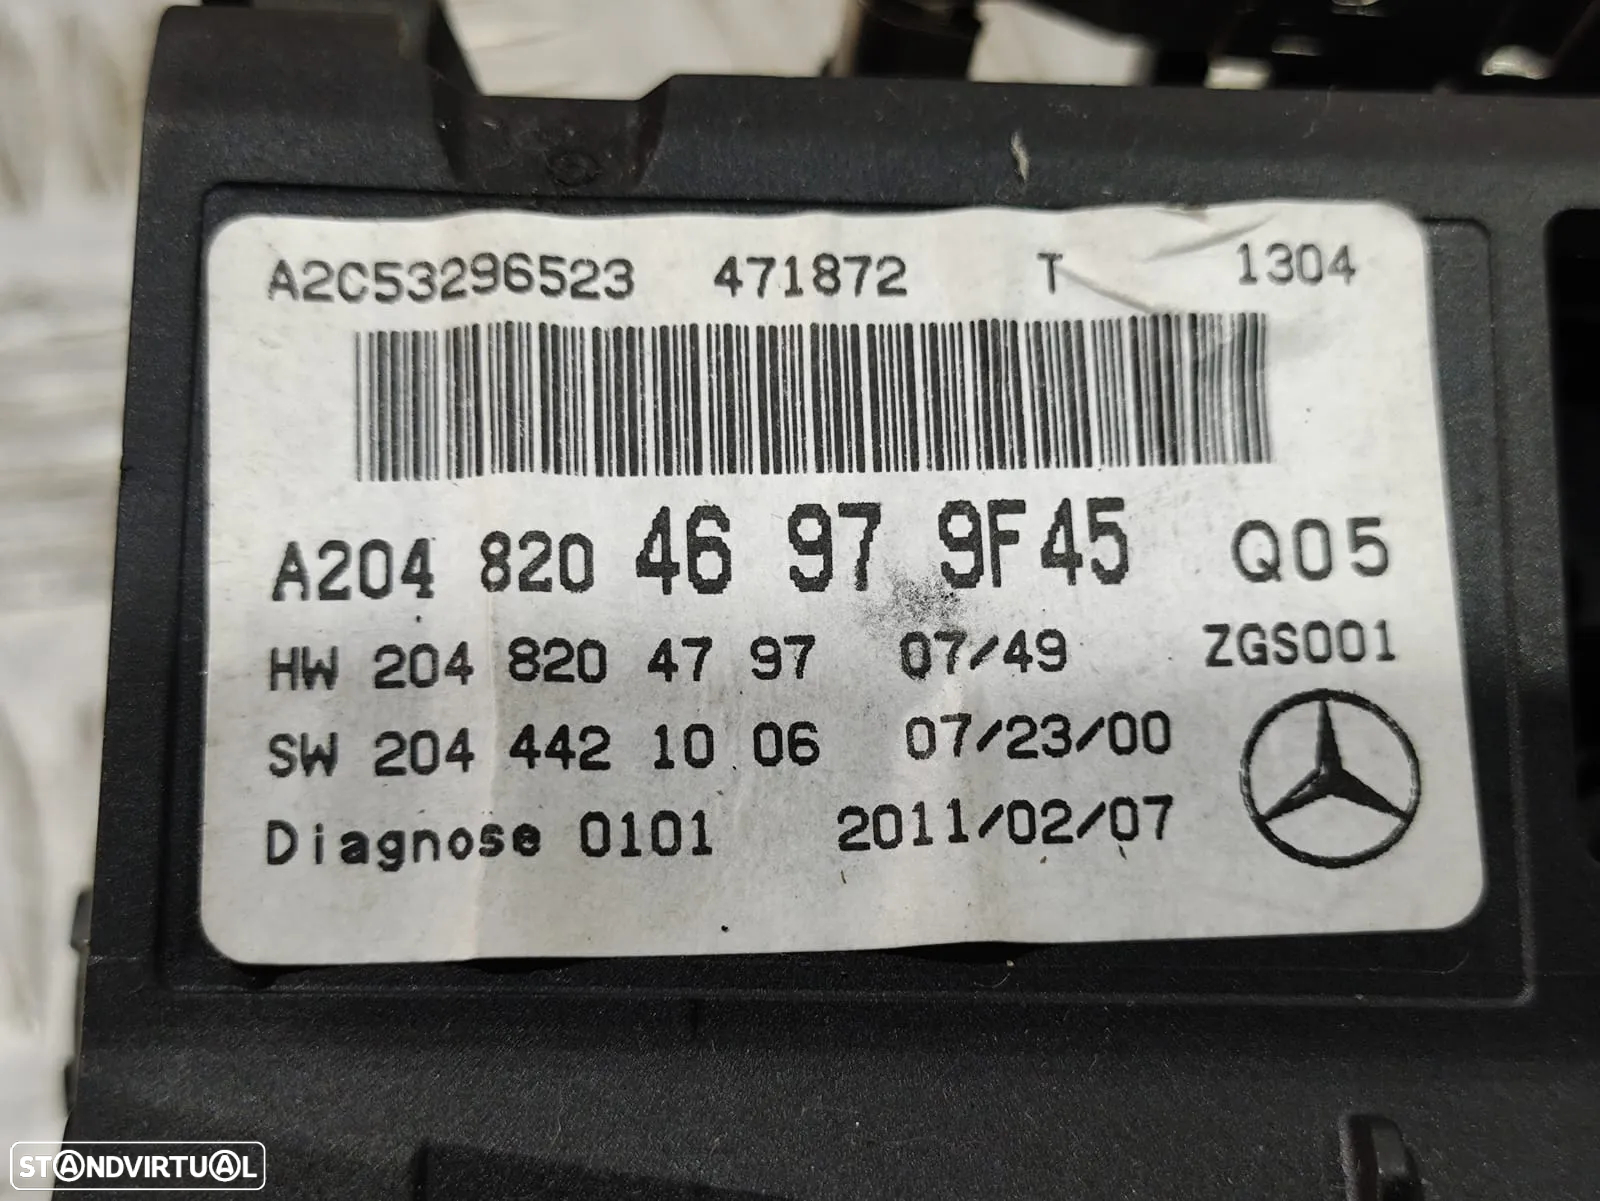 A2C53296523 471872 T 1304
A204 820 46 97 9F45 Q05
HW 204 820 47 97 07/49 ZGS001
SW 204 442 10 06 07/23/00
Diagnose 0101 2011/02/07
STANDVIRTUAL